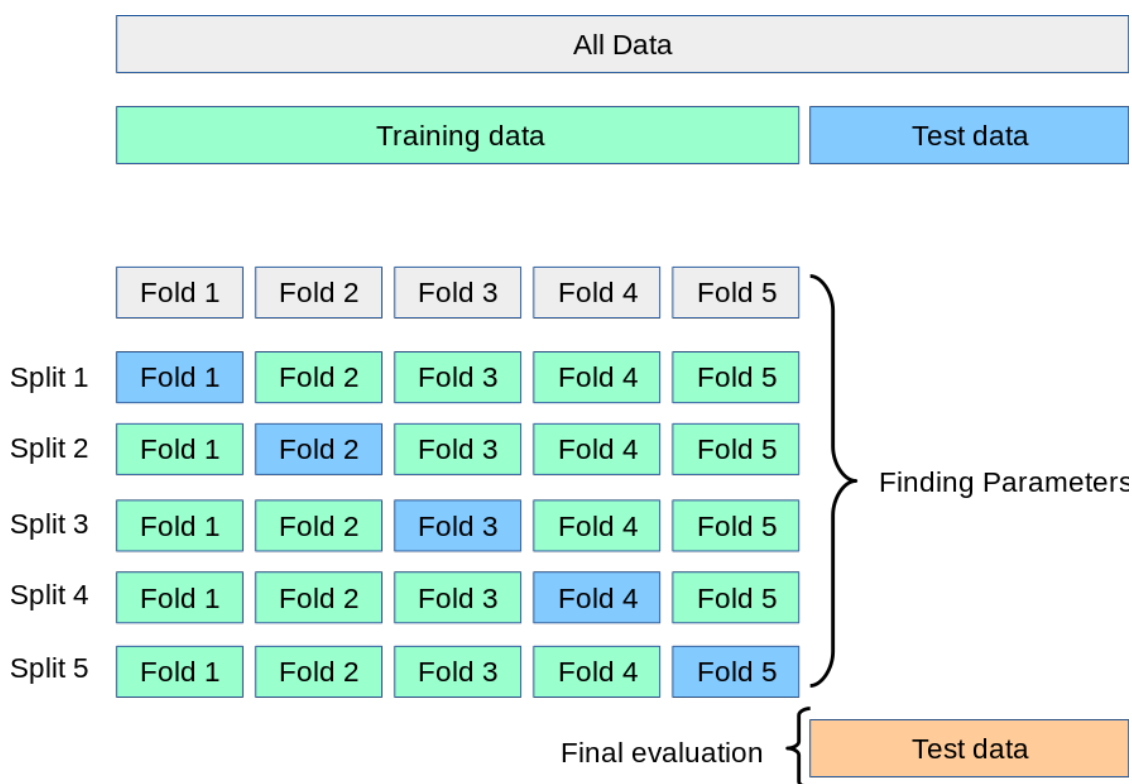 All Data
Training data Test data
Fold 1 Fold 2 Fold 3 Fold 4 Fold 5
Split 1 Fold 1 Fold 2 Fold 3 Fold 4 Fold 5
Split 2 Fold 1 Fold 2 Fold 3 Fold 4 Fold 5
Finding Parameters
Split 3 Fold 1 Fold 2 Fold 3 Fold 4 Fold 5
Split 4 Fold 1 Fold 2 Fold 3 Fold 4 Fold 5
Split 5 Fold 1 Fold 2 Fold 3 Fold 4 Fold 5
Final evaluation Test data